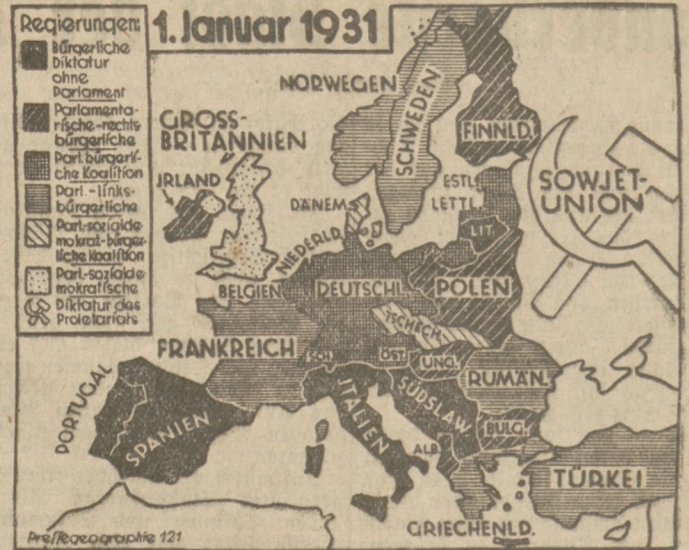 Regierungen:
Bürgerliche
Diktatur
ohne
Parlament
Parlamenta-
rische-rechts
bürgerliche
Parl. bürgerli-
che Koalition
Parl.-links-
bürgerliche
Parl.-sozialde
mokrat-bürger-
liche Koalition
Parl-sozialde
mokratische
Diktatur des
Proletariats
1. Januar 1931
NORWEGEN
SCHWEDEN
FINNLD.
GROSS-
BRITANNIEN
IRLAND
DÄNEM.
ESTL.
LETTL.
LIT.
SOWJET-
UNION
NIEDERLD.
BELGIEN
DEUTSCHL
POLEN
TSCHECH.
FRANKREICH
SCH.
ÖST.
UNG.
RUMÄN.
PORTUGAL
SPANIEN
ITALIEN
SÜDSLAW.
BULG.
ALB.
TÜRKEI
GRIECHENLD.
Pressegeographie 121